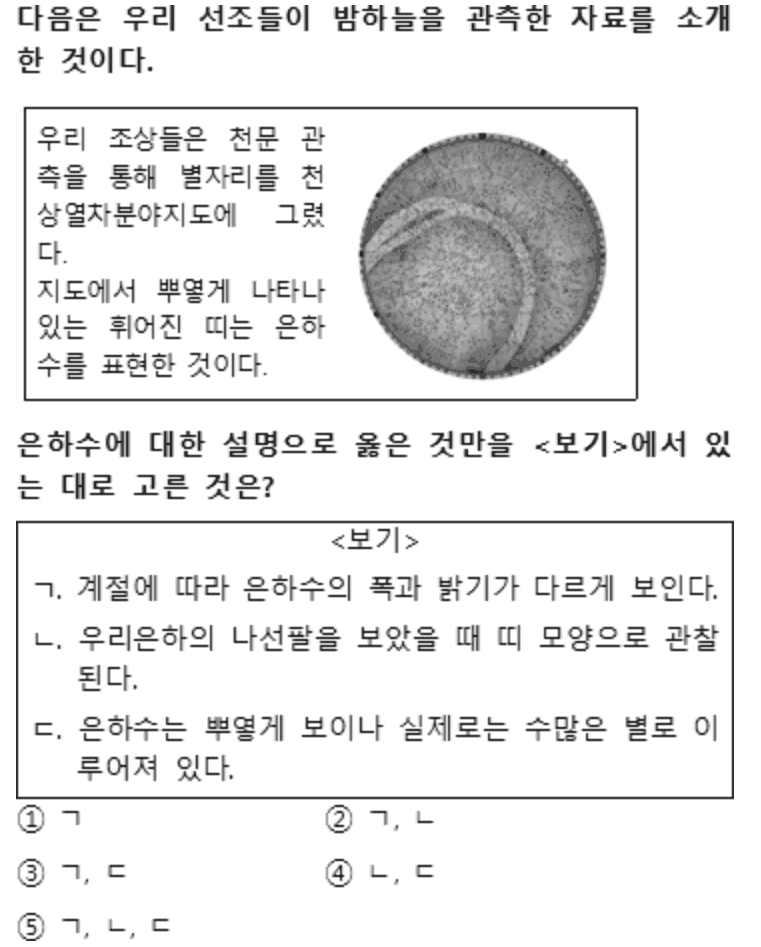 다음은 우리 선조들이 밤하늘을 관측한 자료를 소개
한 것이다.
우리 조상들은 천문 관
측을 통해 별자리를 천
상열차분야지도에 그렸
다.
지도에서 뿌옇게 나타나
있는 휘어진 띠는 은하
수를 표현한 것이다.
은하수에 대한 설명으로 옳은 것만을 <보기>에서 있
는 대로 고른 것은?
<보기>
ㄱ. 계절에 따라 은하수의 폭과 밝기가 다르게 보인다.
ㄴ. 우리은하의 나선팔을 보았을 때 띠 모양으로 관찰
된다.
ㄷ. 은하수는 뿌옇게 보이나 실제로는 수많은 별로 이
루어져 있다.
① ㄱ ② ㄱ, ㄴ
③ ㄱ, ㄷ ④ ㄴ, ㄷ
⑤ ㄱ, ㄴ, ㄷ